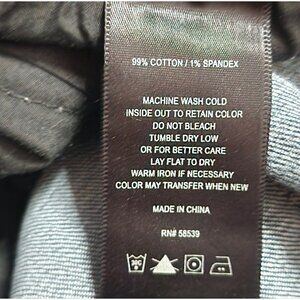 99% COTTON / 1% SPANDEX
MACHINE WASH COLD
INSIDE OUT TO RETAIN COLOR
DO NOT BLEACH
TUMBLE DRY LOW
OR FOR BETTER CARE
LAY FLAT TO DRY
WARM IRON IF NECESSARY
COLOR MAY TRANSFER WHEN NEW
MADE IN CHINA
RN# 58539